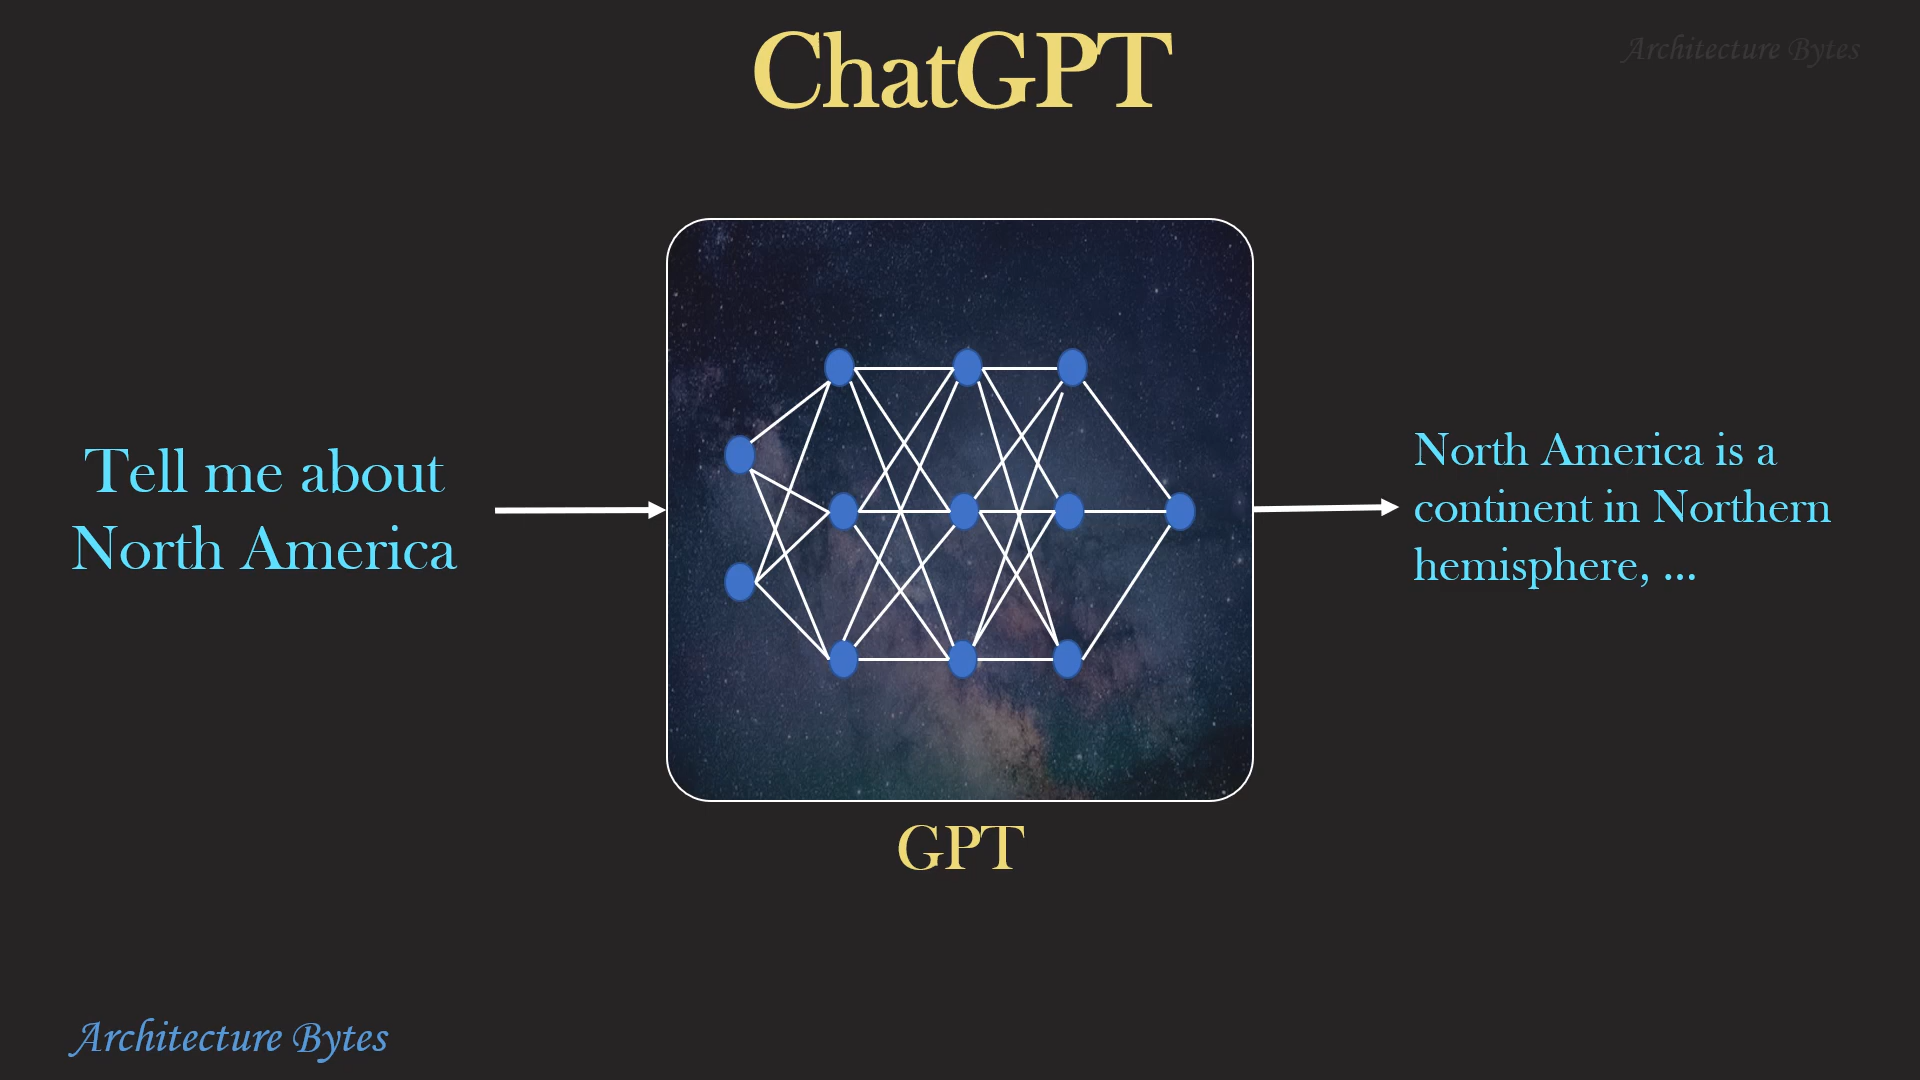 ChatGPT
Architecture Bytes
Tell me about
North America
North America is a
continent in Northern
hemisphere, ...
GPT
Architecture Bytes